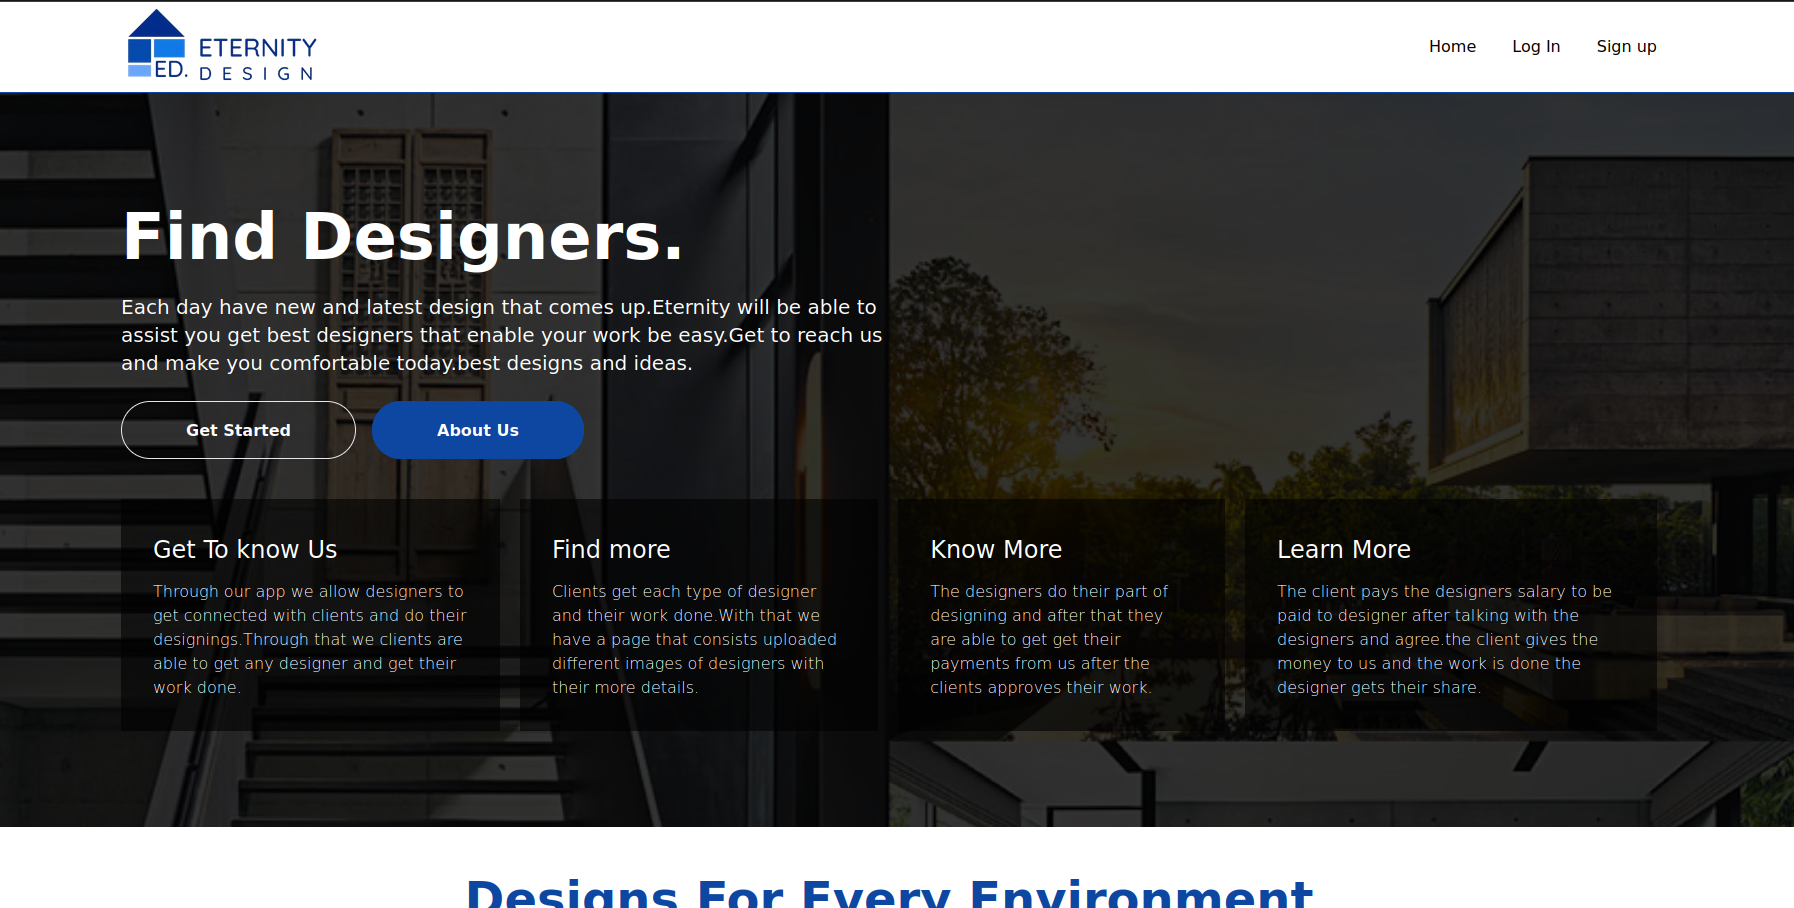 ED.
ETERNITY
DESIGN
Home
Log In
Sign up
Find Designers.
Each day have new and latest design that comes up.Eternity will be able to
assist you get best designers that enable your work be easy.Get to reach us
and make you comfortable today.best designs and ideas.
Get Started
About Us
Get To know Us
Through our app we allow designers to
get connected with clients and do their
designings.Through that we clients are
able to get any designer and get their
work done.
Find more
Clients get each type of designer
and their work done.With that we
have a page that consists uploaded
different images of designers with
their more details.
Know More
The designers do their part of
designing and after that they
are able to get get their
payments from us after the
clients approves their work.
Learn More
The client pays the designers salary to be
paid to designer after talking with the
designers and agree.the client gives the
money to us and the work is done the
designer gets their share.
Designs For Every Environment